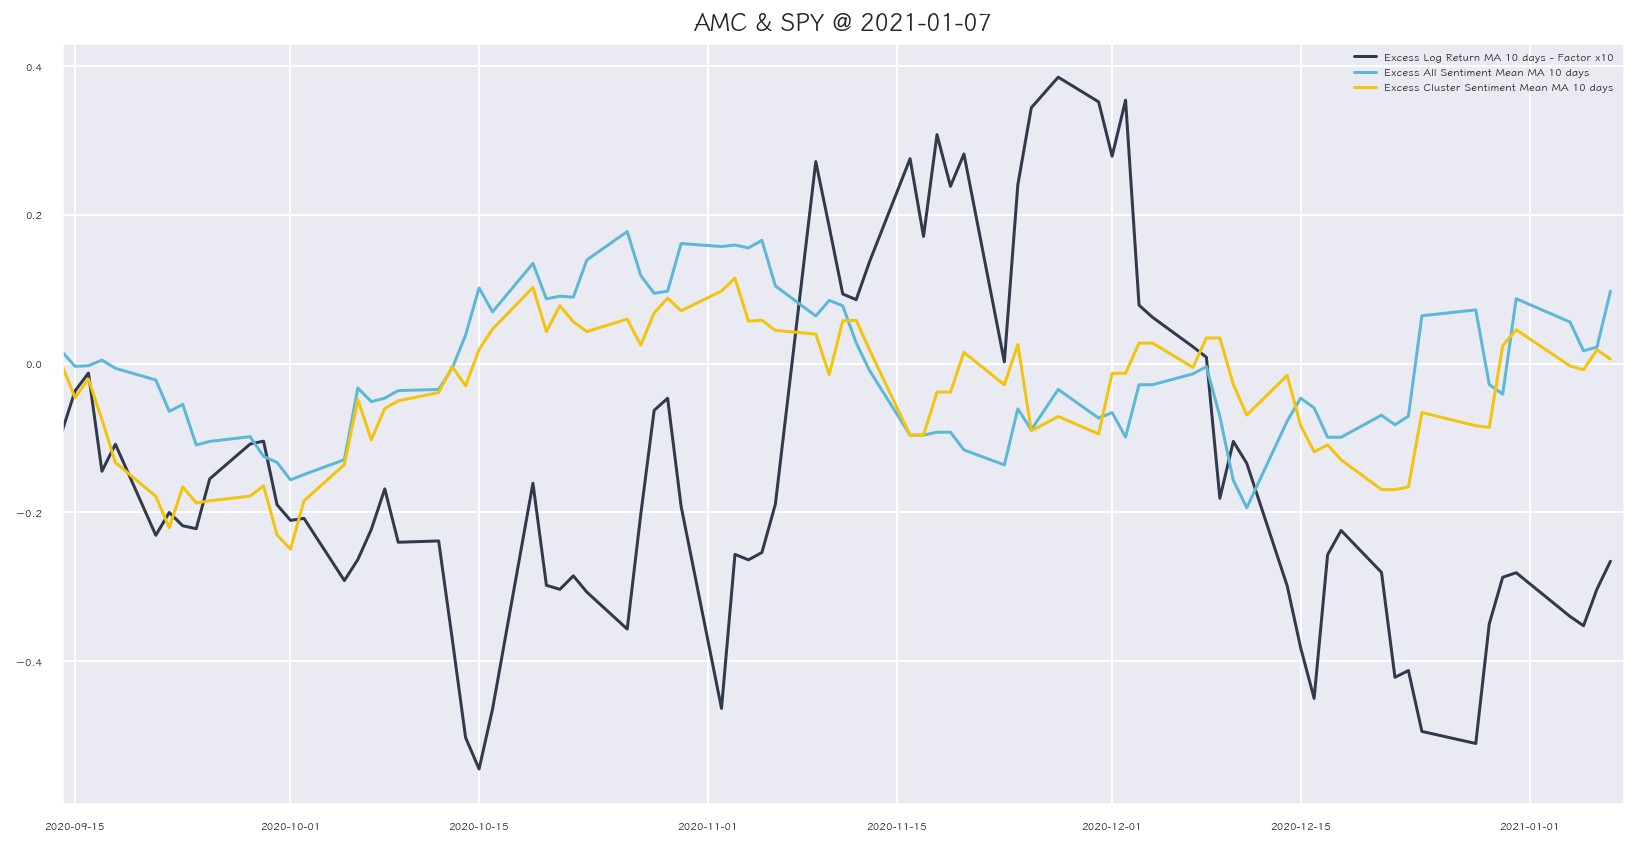 AMC & SPY @ 2021-01-07
Excess Log Return MA 10 days - Factor x10
Excess All Sentiment Mean MA 10 days
Excess Cluster Sentiment Mean MA 10 days
0.4
0.2
0.0
−0.2
−0.4
2020-09-15 2020-10-01 2020-10-15 2020-11-01 2020-11-15 2020-12-01 2020-12-15 2021-01-01